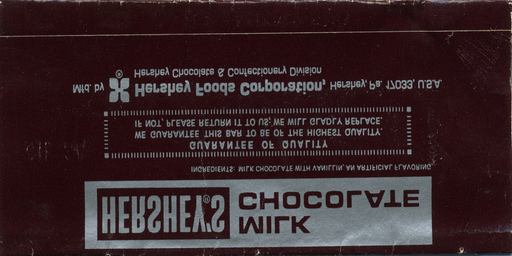 HERSHEY'S®
MILK
CHOCOLATE
INGREDIENTS: MILK CHOCOLATE WITH VANILLIN, AN ARTIFICIAL FLAVORING
GUARANTEE OF QUALITY
WE GUARANTEE THIS BAR TO BE OF THE HIGHEST QUALITY.
IF NOT, PLEASE RETURN IT TO US; WE WILL GLADLY REPLACE.
Mfd. by Hershey Foods Corporation, Hershey, Pa. 17033, U.S.A.
® Hershey Chocolate & Confectionery Division